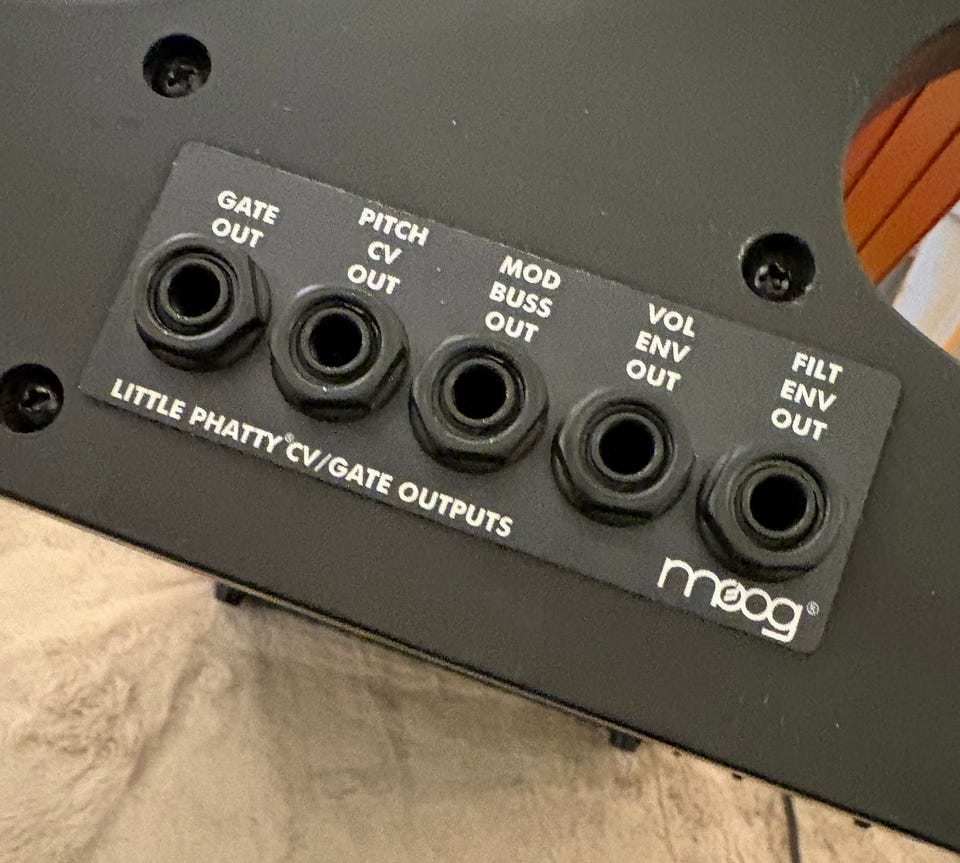 GATE
OUT
PITCH
CV
OUT
MOD
BUSS
OUT
VOL
ENV
OUT
FILT
ENV
OUT
LITTLE PHATTY® CV/GATE OUTPUTS
moog®